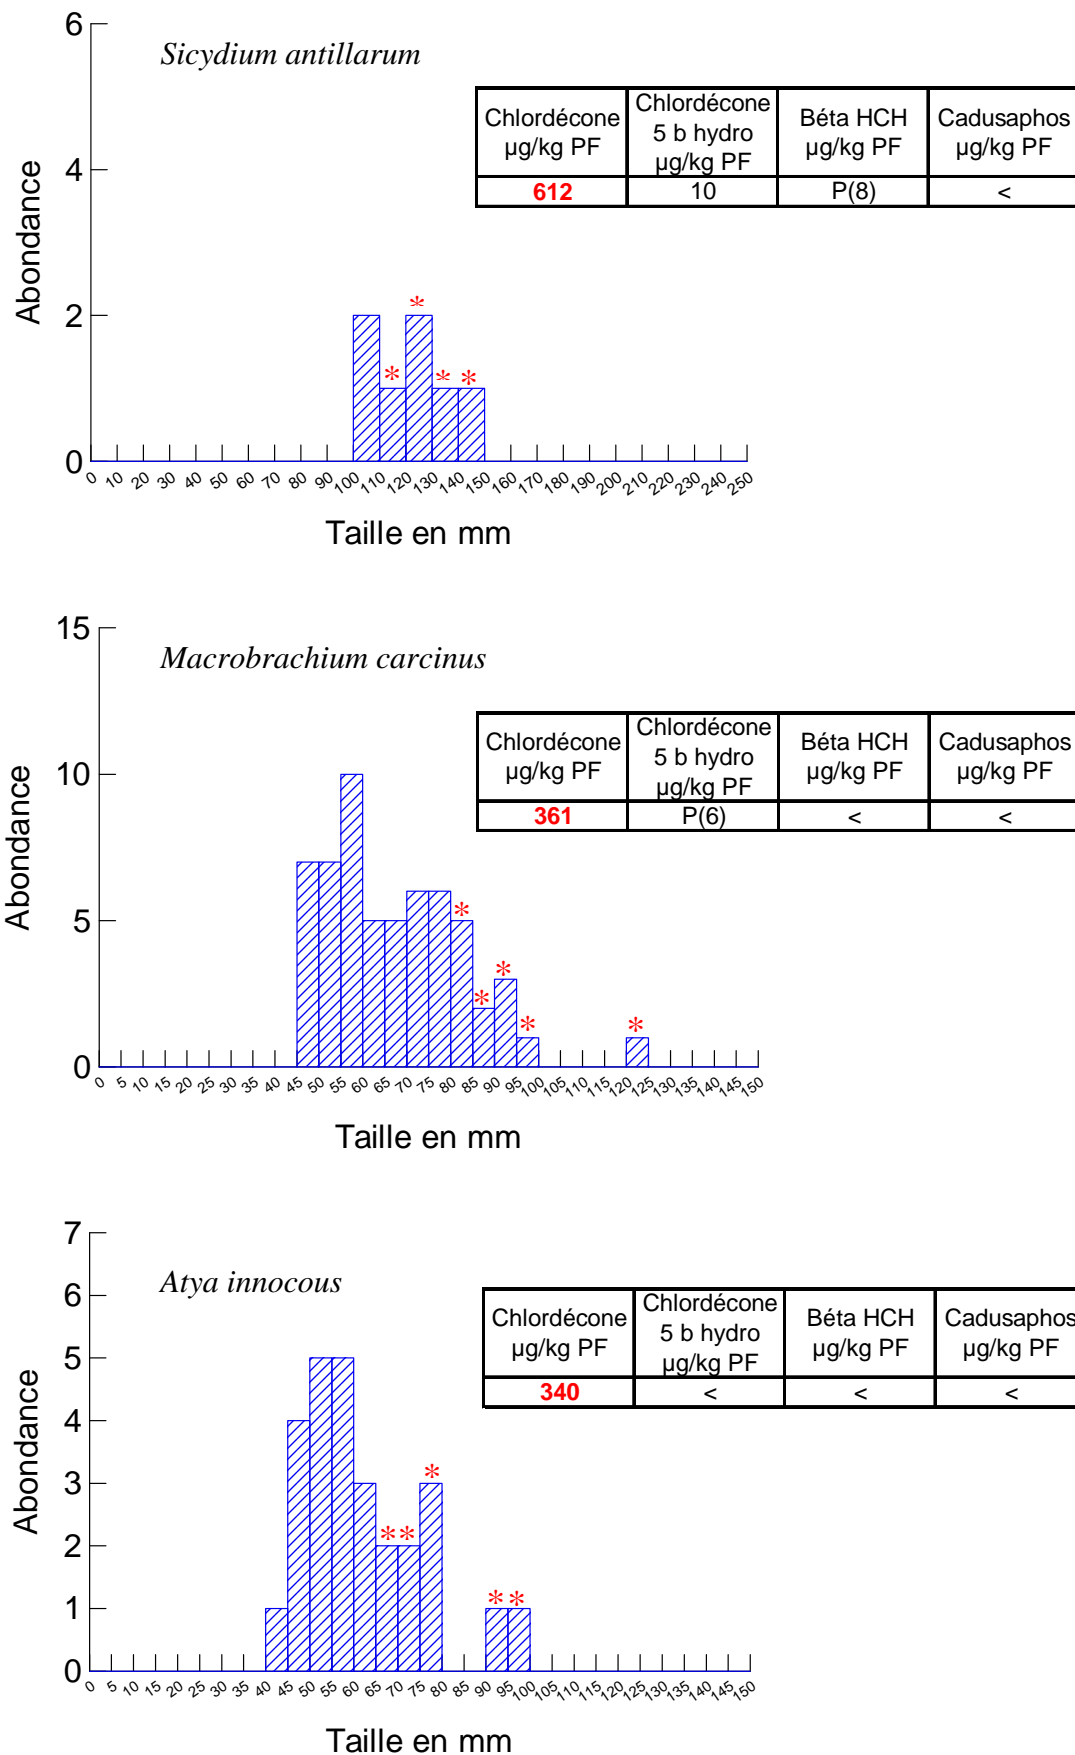 Sicydium antillarum
Chlordécone µg/kg PF
Chlordécone 5 b hydro µg/kg PF
Béta HCH µg/kg PF
Cadusaphos µg/kg PF
612 10 P(8) <
Abondance
6
4
2
0
* * * *
0 10 20 30 40 50 60 70 80 90 100 110 120 130 140 150 160 170 180 190 200 210 220 230 240 250
Taille en mm
Macrobrachium carcinus
Chlordécone µg/kg PF
Chlordécone 5 b hydro µg/kg PF
Béta HCH µg/kg PF
Cadusaphos µg/kg PF
361 P(6) < <
Abondance
15
10
5
0
* * * * *
0 5 10 15 20 25 30 35 40 45 50 55 60 65 70 75 80 85 90 95 100 105 110 115 120 125 130 135 140 145 150
Taille en mm
Atya innocous
Chlordécone µg/kg PF
Chlordécone 5 b hydro µg/kg PF
Béta HCH µg/kg PF
Cadusaphos µg/kg PF
340 < < <
Abondance
7
6
5
4
3
2
1
0
* * * * *
0 5 10 15 20 25 30 35 40 45 50 55 60 65 70 75 80 85 90 95 100 105 110 115 120 125 130 135 140 145 150
Taille en mm